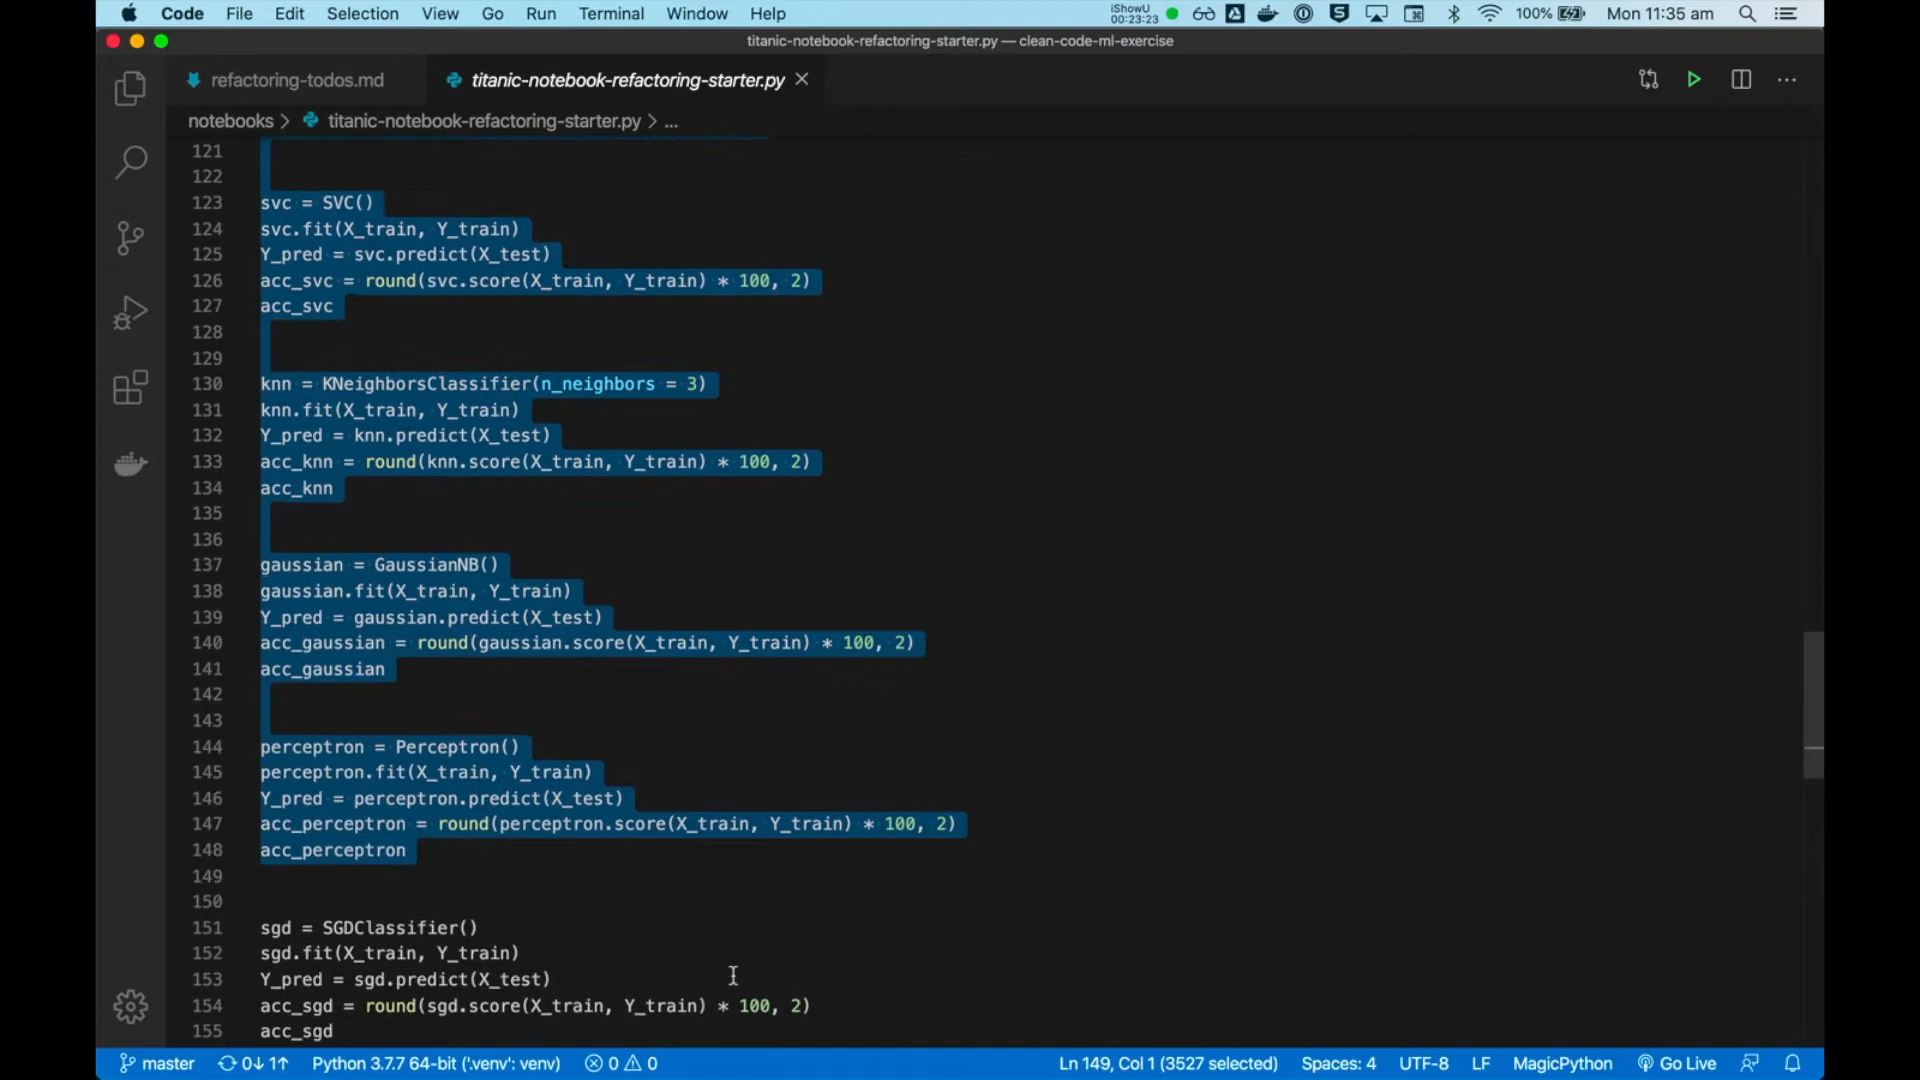 Code File Edit Selection View Go Run Terminal Window Help iShowU 00:23:23 100% Mon 11:35 am
titanic-notebook-refactoring-starter.py — clean-code-ml-exercise
refactoring-todos.md titanic-notebook-refactoring-starter.py
notebooks > titanic-notebook-refactoring-starter.py > ...
121
122
123 svc = SVC()
124 svc.fit(X_train, Y_train)
125 Y_pred = svc.predict(X_test)
126 acc_svc = round(svc.score(X_train, Y_train) * 100, 2)
127 acc_svc
128
129
130 knn = KNeighborsClassifier(n_neighbors = 3)
131 knn.fit(X_train, Y_train)
132 Y_pred = knn.predict(X_test)
133 acc_knn = round(knn.score(X_train, Y_train) * 100, 2)
134 acc_knn
135
136
137 gaussian = GaussianNB()
138 gaussian.fit(X_train, Y_train)
139 Y_pred = gaussian.predict(X_test)
140 acc_gaussian = round(gaussian.score(X_train, Y_train) * 100, 2)
141 acc_gaussian
142
143
144 perceptron = Perceptron()
145 perceptron.fit(X_train, Y_train)
146 Y_pred = perceptron.predict(X_test)
147 acc_perceptron = round(perceptron.score(X_train, Y_train) * 100, 2)
148 acc_perceptron
149
150
151 sgd = SGDClassifier()
152 sgd.fit(X_train, Y_train)
153 Y_pred = sgd.predict(X_test)
154 acc_sgd = round(sgd.score(X_train, Y_train) * 100, 2)
155 acc_sgd
master 0↓ 1↑ Python 3.7.7 64-bit ('.venv': venv) 0 0 Ln 149, Col 1 (3527 selected) Spaces: 4 UTF-8 LF MagicPython Go Live